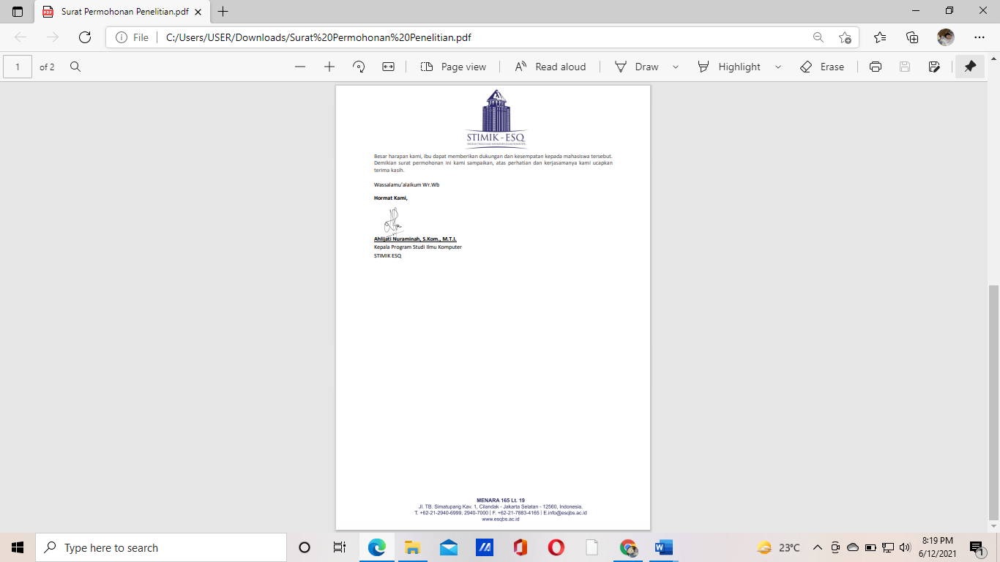 Surat Permohonan Penelitian.pdf
File
C:/Users/USER/Downloads/Surat%20Permohonan%20Penelitian.pdf
1 of 2
Page view
Read aloud
Draw
Highlight
Erase
STIMIK - ESQ
Besar harapan kami, Ibu dapat memberikan dukungan dan kesempatan kepada mahasiswa tersebut.
Demikian surat permohonan ini kami sampaikan, atas perhatian dan kerjasamanya kami ucapkan
terima kasih.
Wassalamu'alaikum Wr.Wb
Hormat Kami,
Ahlijati Nuraminah, S.Kom., M.T.I.
Kepala Program Studi Ilmu Komputer
STIMIK ESQ
MENARA 165 Lt. 19
Jl. TB. Simatupang Kav. 1, Cilandak - Jakarta Selatan - 12560, Indonesia.
T. +62-21-2940-6999, 2940-7000 | F. +62-21-7883-4165 | E.info@esqbs.ac.id
www.esqbs.ac.id
Type here to search
23°C
8:19 PM
6/12/2021
1